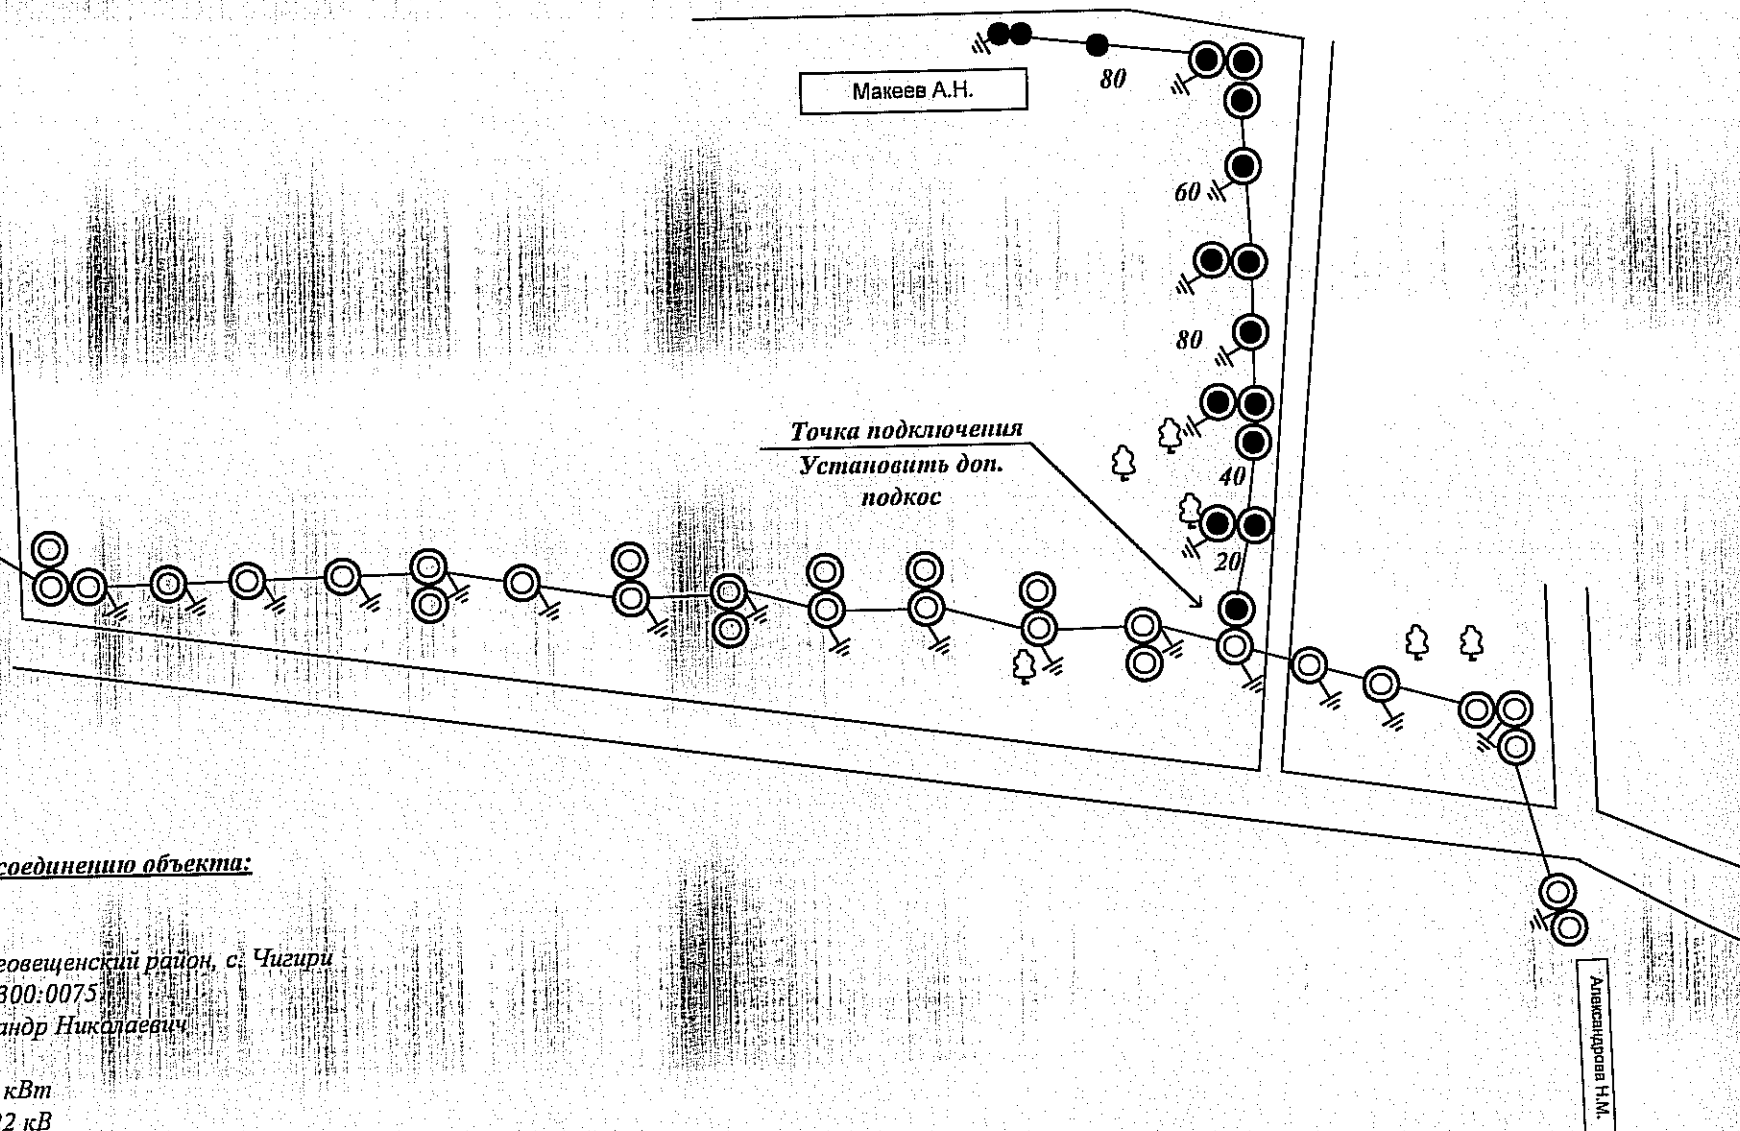 Макеев А.Н.
80
60
80
Точка подключения
Установить доп.
подкос
40
20
соединению объекта:
говещенский район, с. Чигири
300:0075
андр Николаевич
кВт
22 кВ
Александрова Н.М.